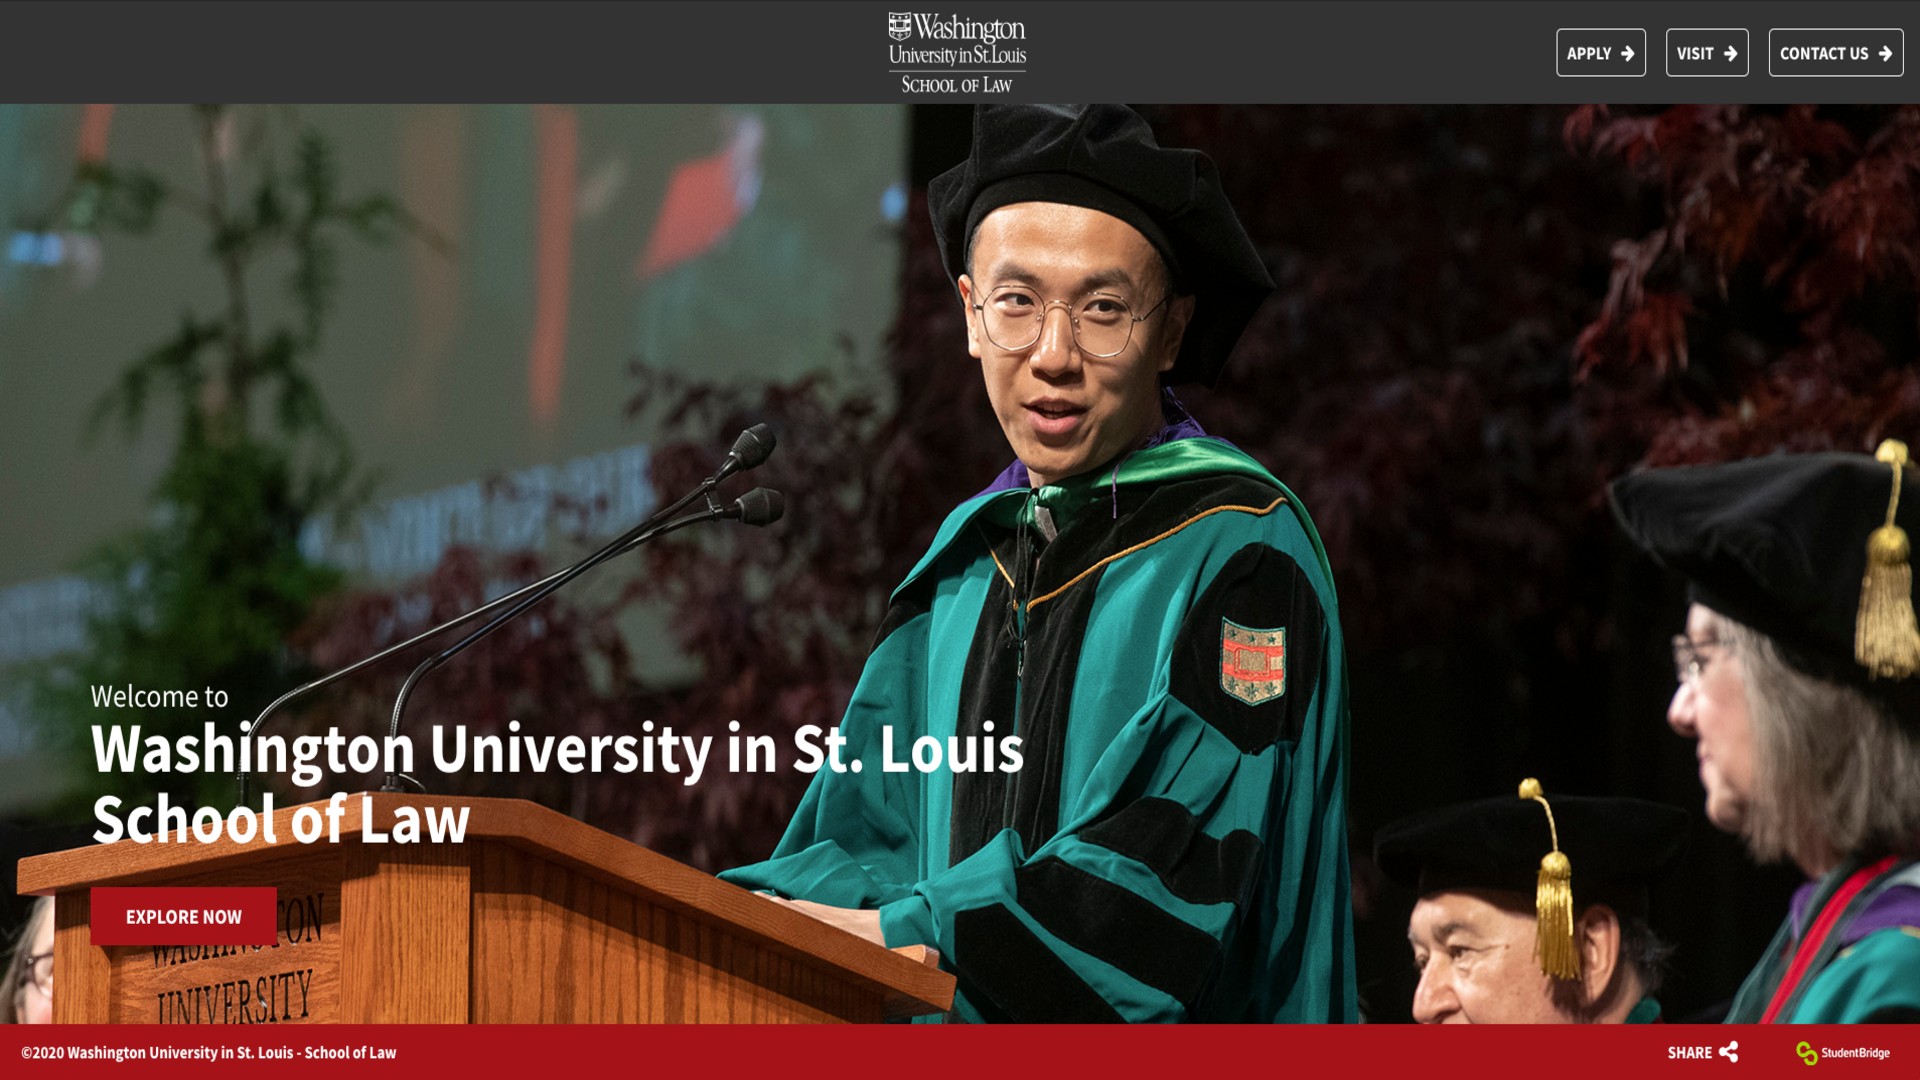 Washington
University in St. Louis
SCHOOL OF LAW
APPLY
VISIT
CONTACT US
Welcome to
Washington University in St. Louis
School of Law
EXPLORE NOW
WASHINGTON
UNIVERSITY
©2020 Washington University in St. Louis - School of Law
SHARE
StudentBridge